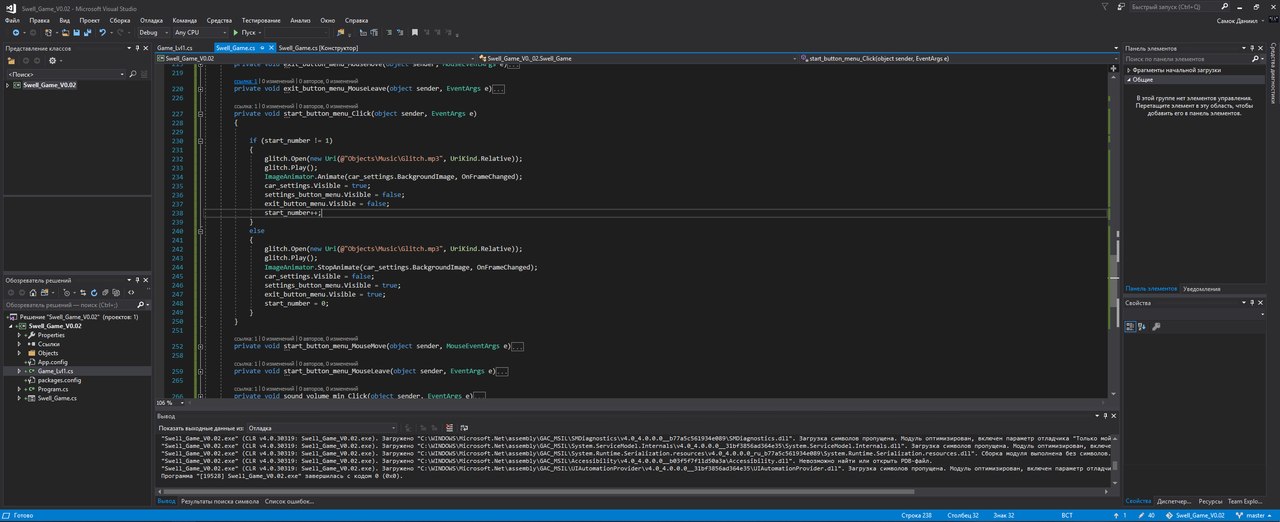 Swell_Game_V0.02 - Microsoft Visual Studio
Быстрый запуск (Ctrl+Q)
Файл Правка Вид Проект Сборка Отладка Команда Средства Тестирование Анализ Окно Справка
Самок Даниил
Debug Any CPU Пуск
Представление классов
<Поиск>
Swell_Game_V0.02
Game_Lvl1.cs Swell_Game.cs Swell_Game.cs [Конструктор]
Swell_Game_V0.02 Swell_Game_V0._02.Swell_Game start_button_menu_Click(object sender, EventArgs e)
219
ссылка: 1 | 0 изменений | 0 авторов, 0 изменений
220 private void exit_button_menu_MouseLeave(object sender, EventArgs e)...
226
ссылка: 1 | 0 изменений | 0 авторов, 0 изменений
227 private void start_button_menu_Click(object sender, EventArgs e)
228 {
229
230 if (start_number != 1)
231 {
232 glitch.Open(new Uri(@"Objects\Music\Glitch.mp3", UriKind.Relative));
233 glitch.Play();
234 ImageAnimator.Animate(car_settings.BackgroundImage, OnFrameChanged);
235 car_settings.Visible = true;
236 settings_button_menu.Visible = false;
237 exit_button_menu.Visible = false;
238 start_number++;
239 }
240 else
241 {
242 glitch.Open(new Uri(@"Objects\Music\Glitch.mp3", UriKind.Relative));
243 glitch.Play();
244 ImageAnimator.StopAnimate(car_settings.BackgroundImage, OnFrameChanged);
245 car_settings.Visible = false;
246 settings_button_menu.Visible = true;
247 exit_button_menu.Visible = true;
248 start_number = 0;
249 }
250 }
251
ссылка: 1 | 0 изменений | 0 авторов, 0 изменений
252 private void start_button_menu_MouseMove(object sender, MouseEventArgs e)...
258
ссылка: 1 | 0 изменений | 0 авторов, 0 изменений
259 private void start_button_menu_MouseLeave(object sender, EventArgs e)...
265
ссылка: 1 | 0 изменений | 0 авторов, 0 изменений
266 private void sound_volume_min_Click(object sender, EventArgs e)...
106 %
Обозреватель решений
Обозреватель решений — поиск (Ctrl+;)
Решение "Swell_Game_V0.02" (проектов: 1)
Swell_Game_V0.02
Properties
Ссылки
Objects
App.config
Game_Lvl1.cs
packages.config
Program.cs
Swell_Game.cs
Панель элементов
Поиск по панели элементов
Фрагменты начальной загрузки
Общие
В этой группе нет элементов управления.
Перетащите элемент в эту область, чтобы
добавить его в панель элементов.
Панель элементов Уведомления
Средства диагностики
Свойства
Свойства Диспетчер... Ресурсы Team Explo...
Вывод
Показать выходные данные из: Отладка
"Swell_Game_V0.02.exe" (CLR v4.0.30319: Swell_Game_V0.02.exe). Загружено "C:\WINDOWS\Microsoft.Net\assembly\GAC_MSIL\SMDiagnostics\v4.0_4.0.0.0__b77a5c561934e089\SMDiagnostics.dll". Загрузка символов пропущена. Модуль оптимизирован, включен параметр отладчика "Только мой
"Swell_Game_V0.02.exe" (CLR v4.0.30319: Swell_Game_V0.02.exe). Загружено "C:\WINDOWS\Microsoft.Net\assembly\GAC_MSIL\System.ServiceModel.Internals\v4.0_4.0.0.0__31bf3856ad364e35\System.ServiceModel.Internals.dll". Загрузка символов пропущена. Модуль оптимизирован, включен
"Swell_Game_V0.02.exe" (CLR v4.0.30319: Swell_Game_V0.02.exe). Загружено "C:\WINDOWS\Microsoft.Net\assembly\GAC_MSIL\System.Runtime.Serialization.resources\v4.0_4.0.0.0_ru_b77a5c561934e089\System.Runtime.Serialization.resources.dll". Сборка модуля выполнена без символов.
"Swell_Game_V0.02.exe" (CLR v4.0.30319: Swell_Game_V0.02.exe). Загружено "C:\WINDOWS\Microsoft.Net\assembly\GAC_MSIL\Accessibility\v4.0_4.0.0.0__b03f5f7f11d50a3a\Accessibility.dll". Невозможно найти или открыть PDB-файл.
"Swell_Game_V0.02.exe" (CLR v4.0.30319: Swell_Game_V0.02.exe). Загружено "C:\WINDOWS\Microsoft.Net\assembly\GAC_MSIL\UIAutomationProvider\v4.0_4.0.0.0__31bf3856ad364e35\UIAutomationProvider.dll". Загрузка символов пропущена. Модуль оптимизирован, включен параметр отладчи
Программа "[19528] Swell_Game_V0.02.exe" завершилась с кодом 0 (0x0).
Вывод Результаты поиска символа Список ошибок...
Готово Строка 238 Столбец 32 Знак 32 ВСТ 1 40 Swell_Game_V0.02 master